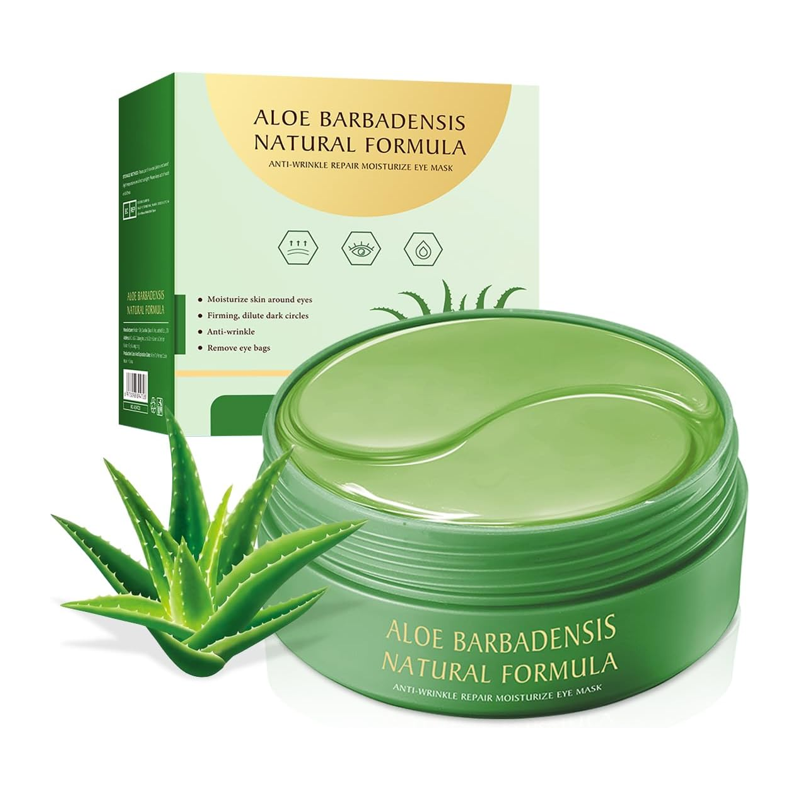 ALOE BARBADENSIS
NATURAL FORMULA
ANTI-WRINKLE REPAIR MOISTURIZE EYE MASK
• Moisturize skin around eyes
• Firming, dilute dark circles
• Anti-wrinkle
• Remove eye bags
ALOE BARBADENSIS
NATURAL FORMULA
ALOE BARBADENSIS
NATURAL FORMULA
ANTI-WRINKLE REPAIR MOISTURIZE EYE MASK